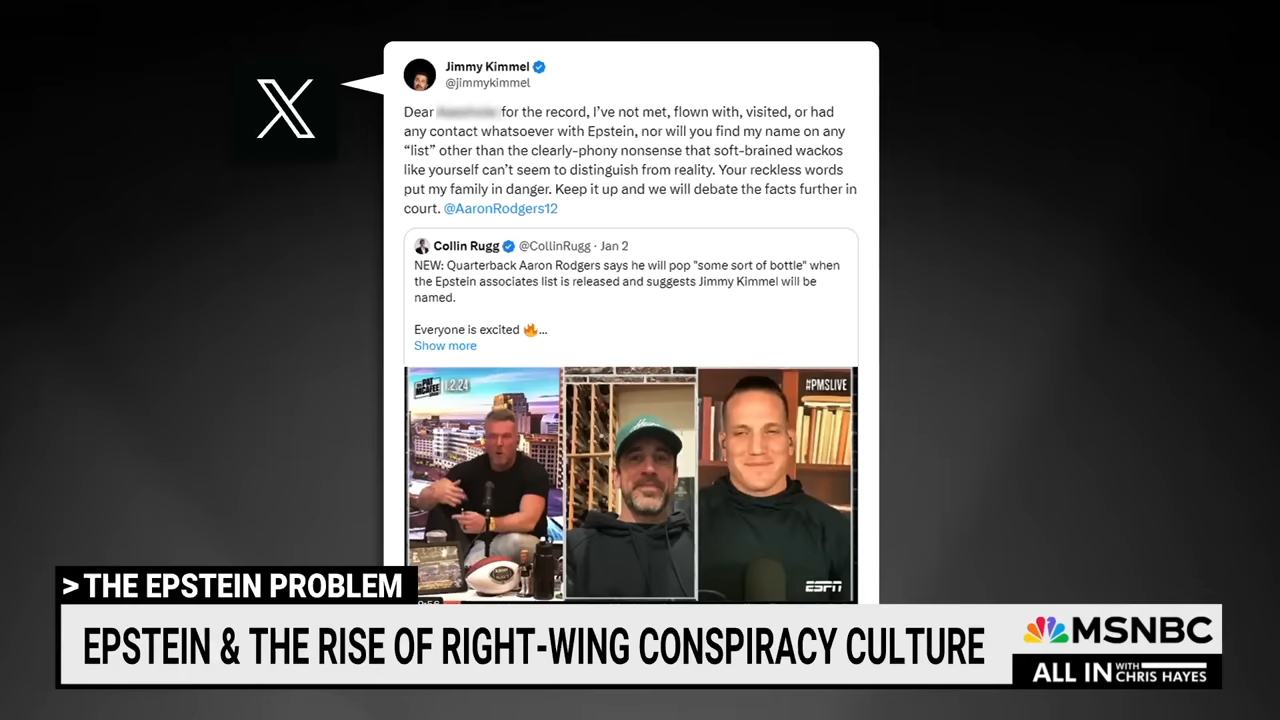 Jimmy Kimmel
@jimmykimmel
X
Dear for the record, I've not met, flown with, visited, or had
any contact whatsoever with Epstein, nor will you find my name on any
“list” other than the clearly-phony nonsense that soft-brained wackos
like yourself can't seem to distinguish from reality. Your reckless words
put my family in danger. Keep it up and we will debate the facts further in
court. @AaronRodgers12
Collin Rugg @CollinRugg · Jan 2
NEW: Quarterback Aaron Rodgers says he will pop "some sort of bottle" when
the Epstein associates list is released and suggests Jimmy Kimmel will be
named.
Everyone is excited 🔥...
Show more
PAT MCAFEE
1.2.24
#PMSLIVE
ESPN
> THE EPSTEIN PROBLEM
EPSTEIN & THE RISE OF RIGHT-WING CONSPIRACY CULTURE
MSNBC
ALL IN WITH CHRIS HAYES